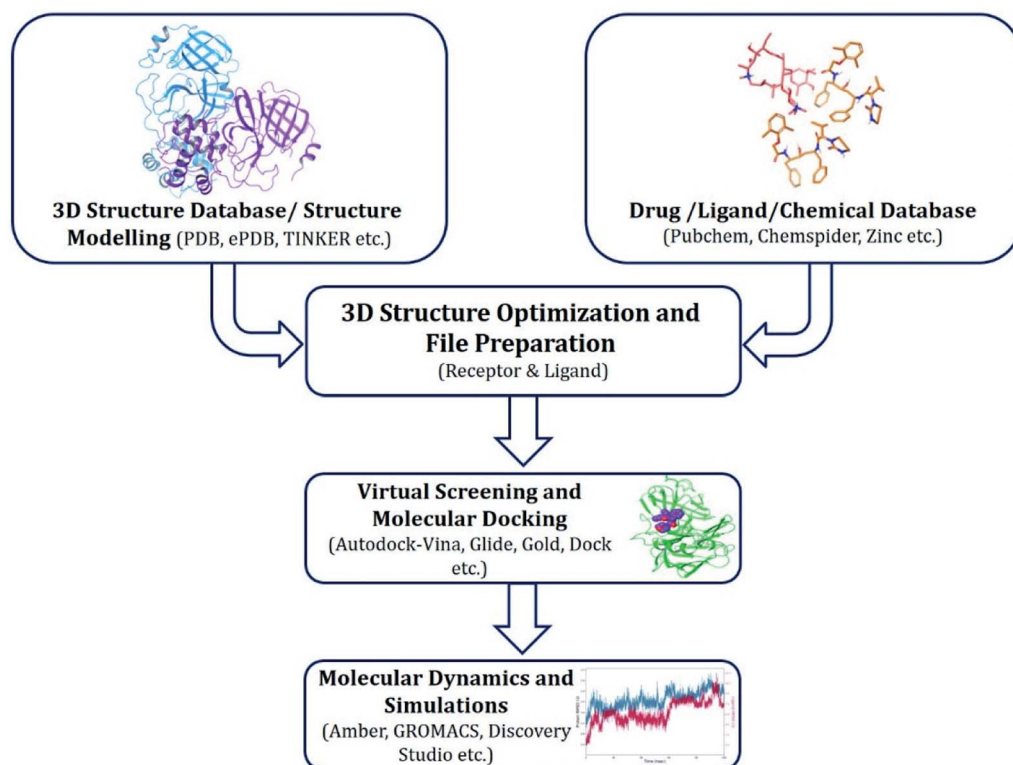 3D Structure Database/ Structure
Modelling (PDB, ePDB, TINKER etc.)
Drug /Ligand/Chemical Database
(Pubchem, Chemspider, Zinc etc.)
3D Structure Optimization and
File Preparation
(Receptor & Ligand)
Virtual Screening and
Molecular Docking
(Autodock-Vina, Glide, Gold, Dock
etc.)
Molecular Dynamics and
Simulations
(Amber, GROMACS, Discovery
Studio etc.)